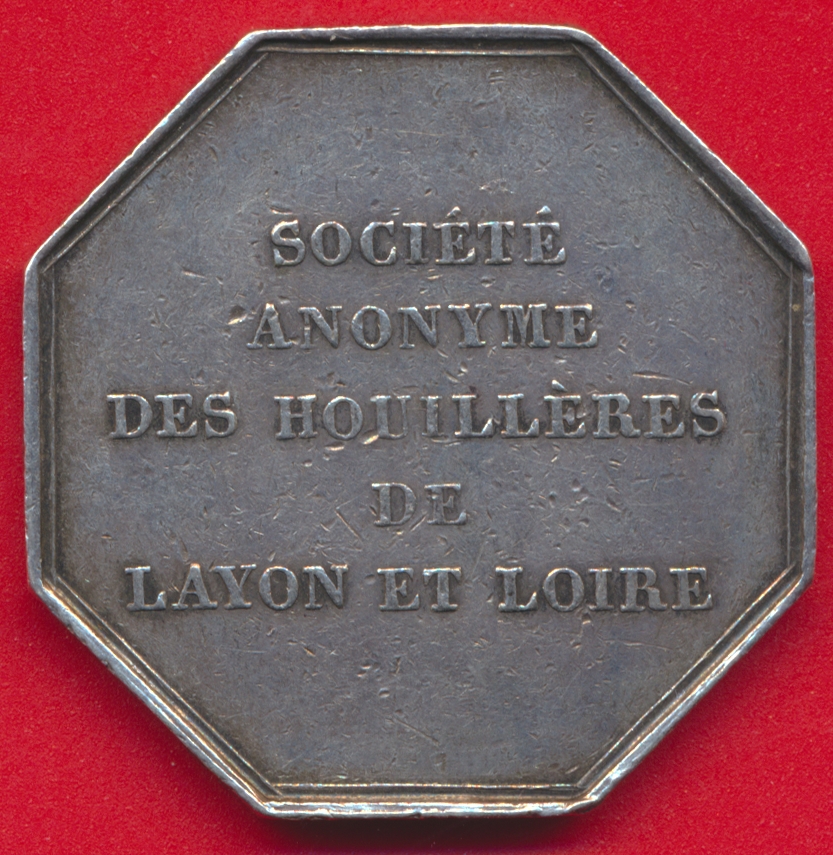 SOCIÉTÉ
ANONYME
DES HOUILLÈRES
DE
LAYON ET LOIRE